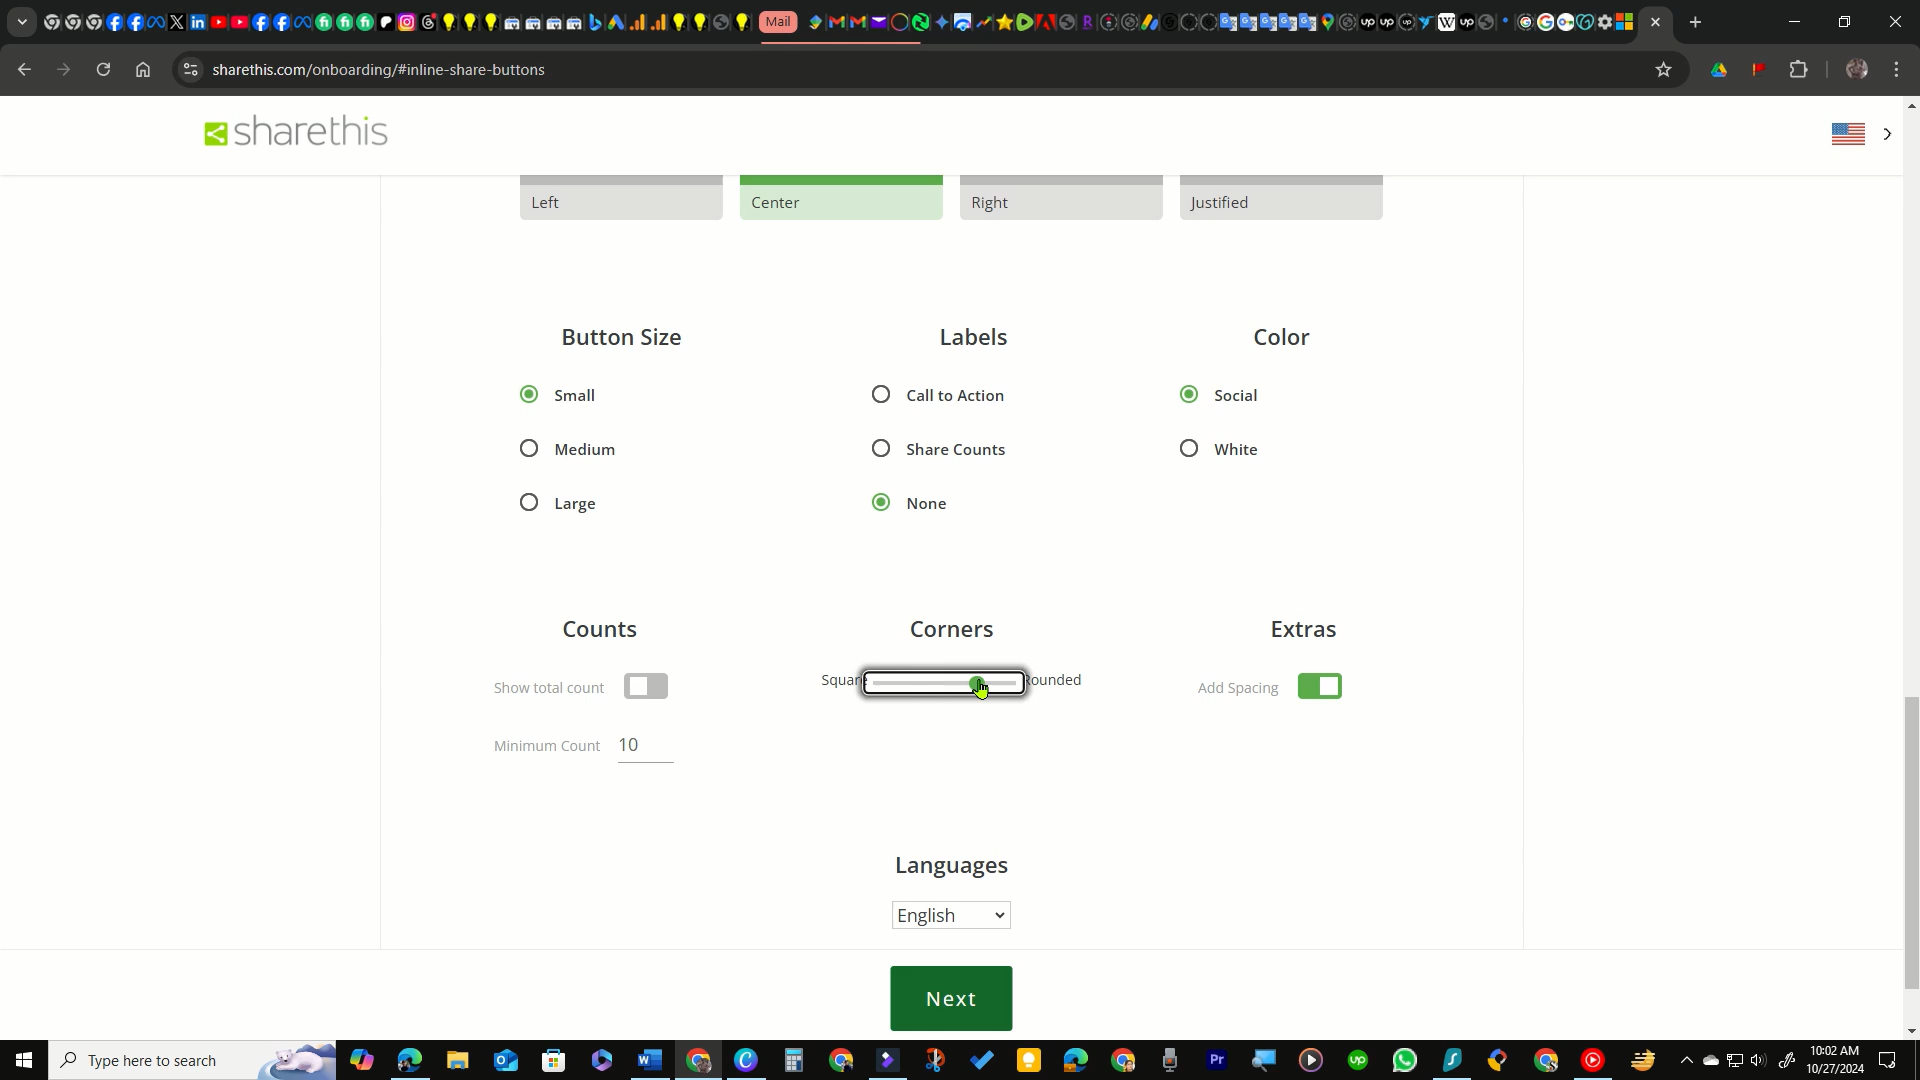 Mail
sharethis.com/onboarding/#inline-share-buttons
sharethis
Left
Center
Right
Justified
Button Size
Labels
Color
Small
Call to Action
Social
Medium
Share Counts
White
Large
None
Counts
Corners
Extras
Show total count
Square
Rounded
Add Spacing
Minimum Count 10
Languages
English
Next
Type here to search
10:02 AM
10/27/2024